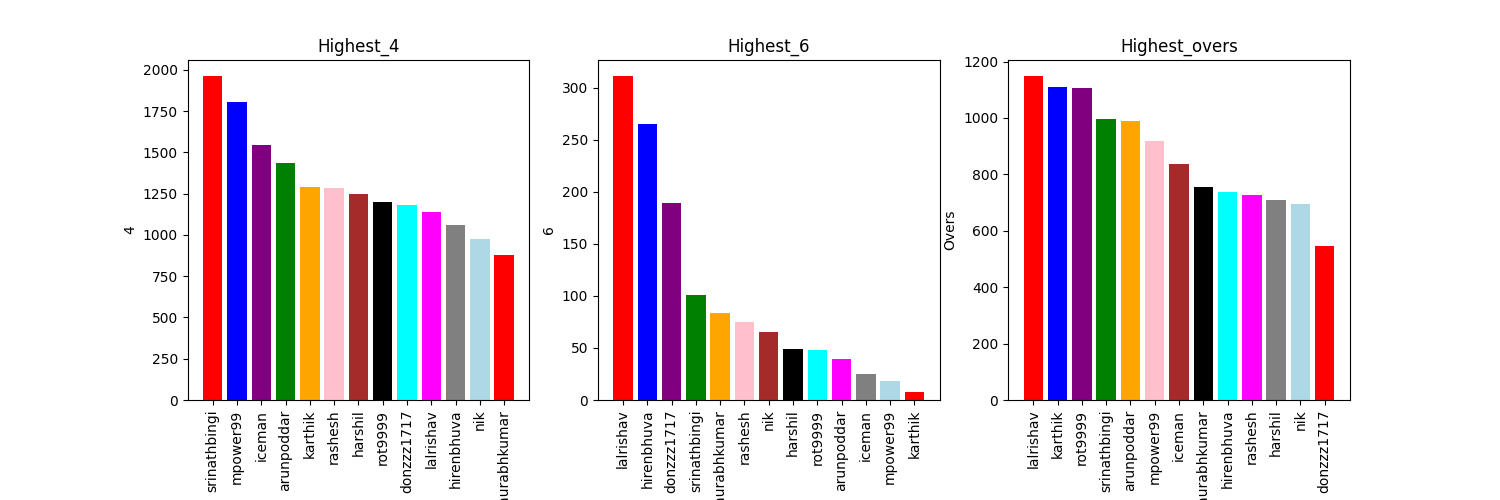 Highest_4
4
2000
1750
1500
1250
1000
750
500
250
0
srinathbingi
mpower99
iceman
arunpoddar
karthik
rashesh
harshil
rot9999
donzzz1717
lalrishav
hirenbhuva
nik
urabhkumar
Highest_6
6
300
250
200
150
100
50
0
lalrishav
hirenbhuva
donzzz1717
srinathbingi
urabhkumar
rashesh
nik
harshil
rot9999
arunpoddar
iceman
mpower99
karthik
Highest_overs
Overs
1200
1000
800
600
400
200
0
lalrishav
karthik
rot9999
srinathbingi
arunpoddar
mpower99
iceman
urabhkumar
hirenbhuva
rashesh
harshil
nik
donzzz1717